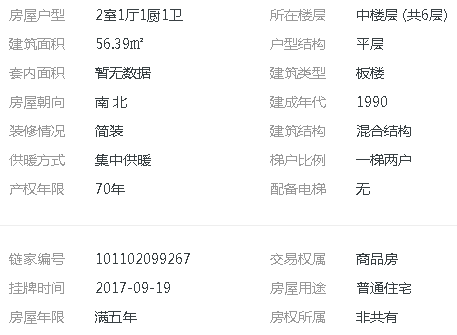 房屋户型 2室1厅1厨1卫 所在楼层 中楼层 (共6层)
建筑面积 56.39㎡ 户型结构 平层
套内面积 暂无数据 建筑类型 板楼
房屋朝向 南 北 建成年代 1990
装修情况 简装 建筑结构 混合结构
供暖方式 集中供暖 梯户比例 一梯两户
产权年限 70年 配备电梯 无
链家编号 101102099267 交易权属 商品房
挂牌时间 2017-09-19 房屋用途 普通住宅
房屋年限 满五年 房权所属 非共有